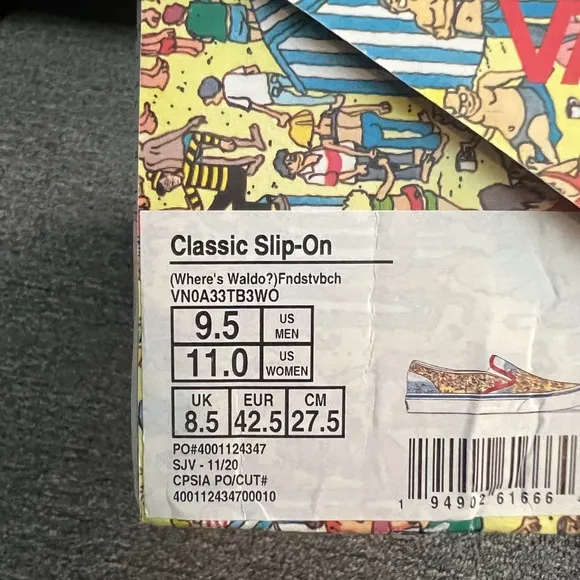 VA
Classic Slip-On
(Where's Waldo?)Fndstvbch
VN0A33TB3WO
9.5 US MEN
11.0 US WOMEN
UK EUR CM
8.5 42.5 27.5
PO#4001124347
SJV - 11/20
CPSIA PO/CUT#
400112434700010
1 94902 61666